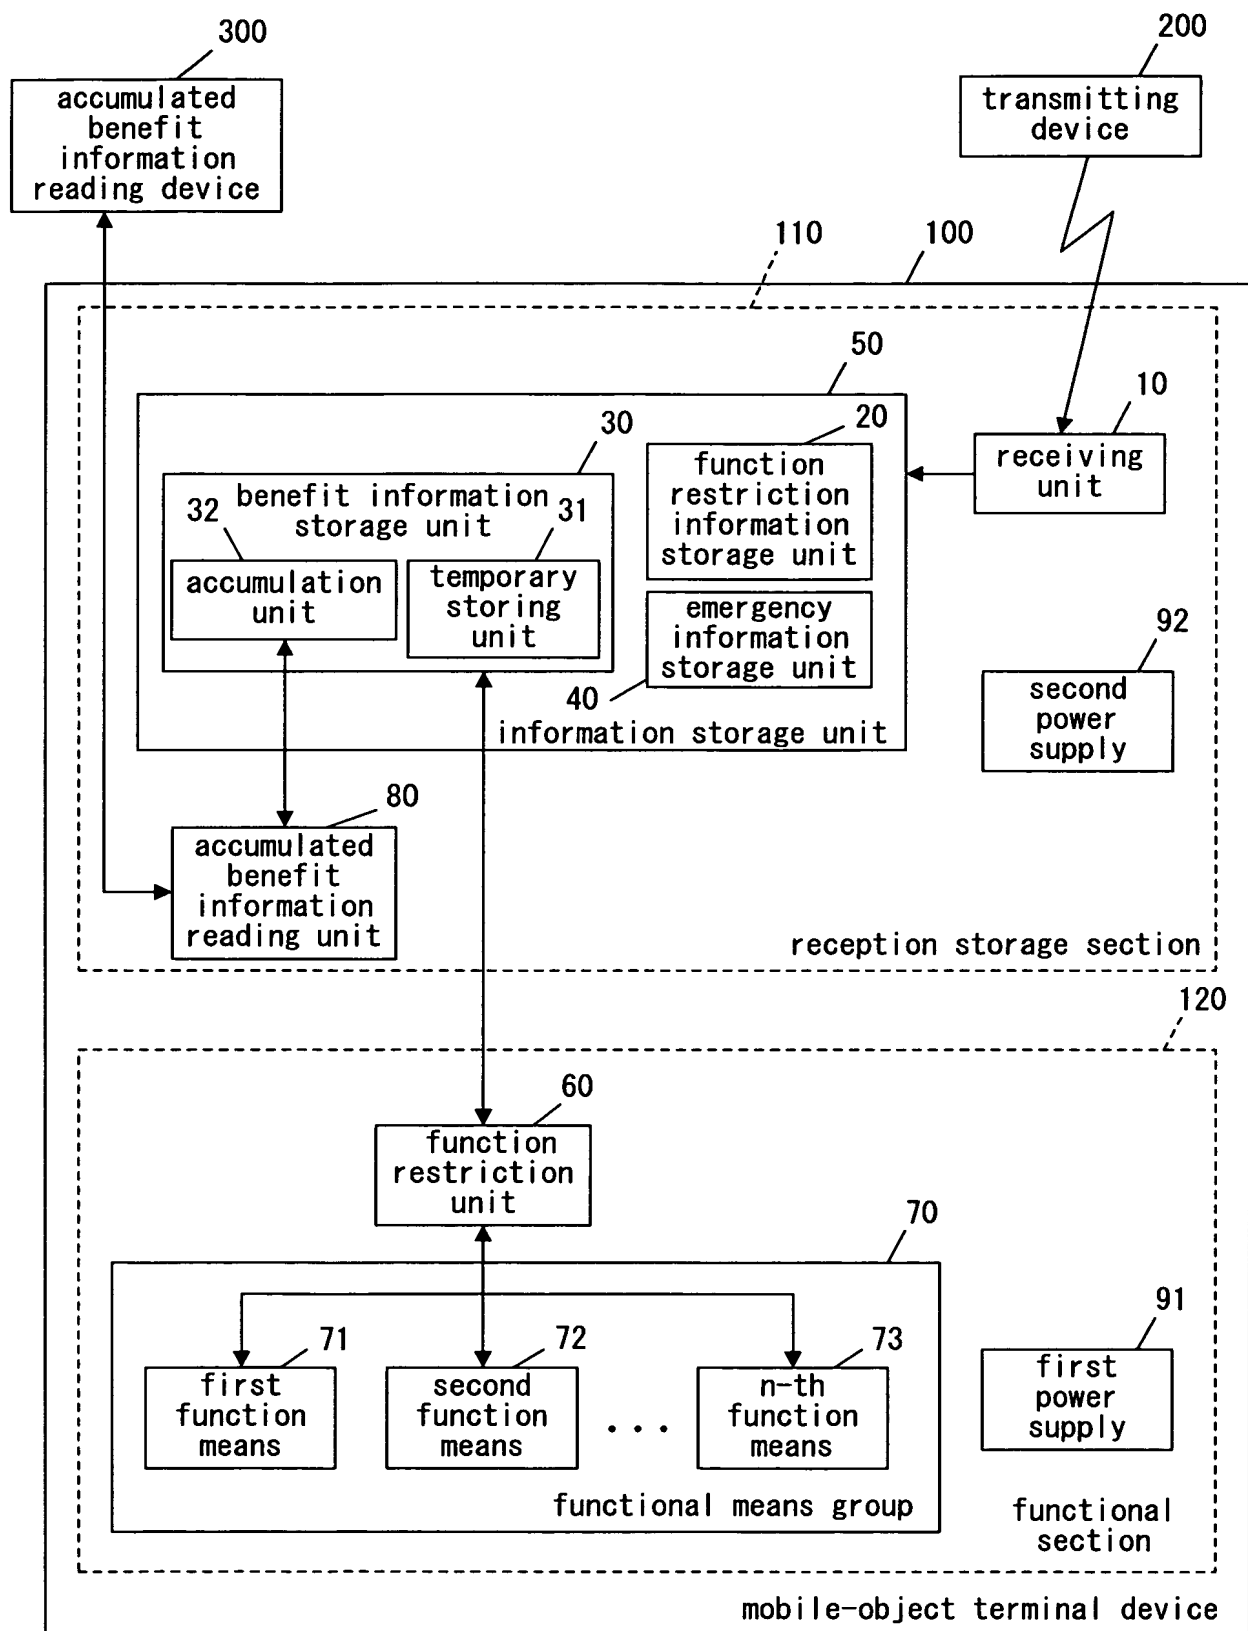 300
200
accumulated
benefit
information
reading device
transmitting
device
110
100
50
10
20
30
function
restriction
information
storage unit
receiving
unit
benefit information
storage unit
32
31
accumulation
unit
temporary
storing
unit
emergency
information
storage unit
92
40
second
power
supply
information storage unit
80
accumulated
benefit
information
reading unit
reception storage section
120
60
function
restriction
unit
70
91
71
72
73
first
function
means
second
function
means
...
n-th
function
means
first
power
supply
functional means group
functional
section
mobile-object terminal device